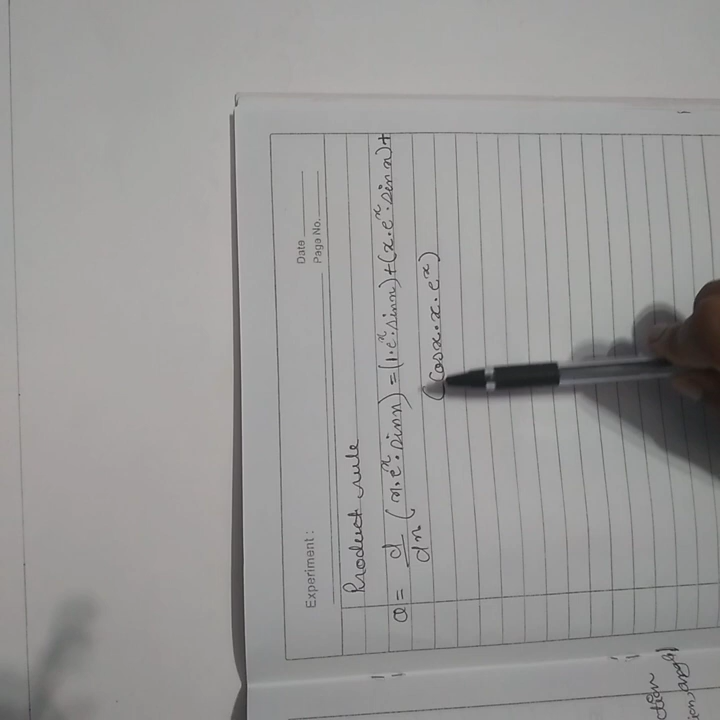 Experiment :
Date
Page No.
Product rule
Q = d/dx (x.e^x.sinx) = (1.e^x.sinx)+(x.e^x.sinx)+
(Cosx.x.e^x)